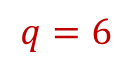 q = 6